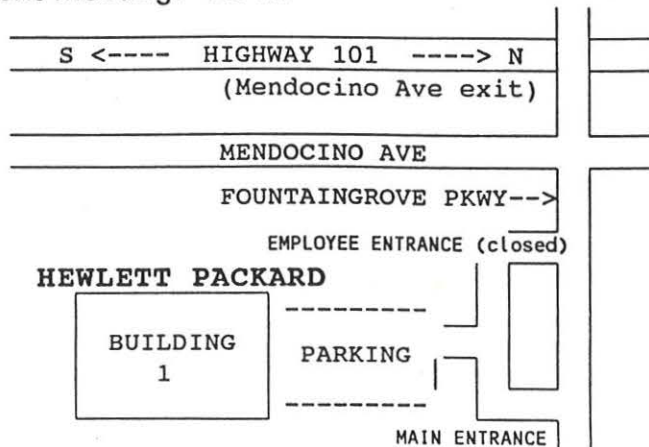 S <---- HIGHWAY 101 ----> N
(Mendocino Ave exit)
MENDOCINO AVE
FOUNTAINGROVE PKWY-->
EMPLOYEE ENTRANCE (closed)
HEWLETT PACKARD
BUILDING
1
PARKING
MAIN ENTRANCE